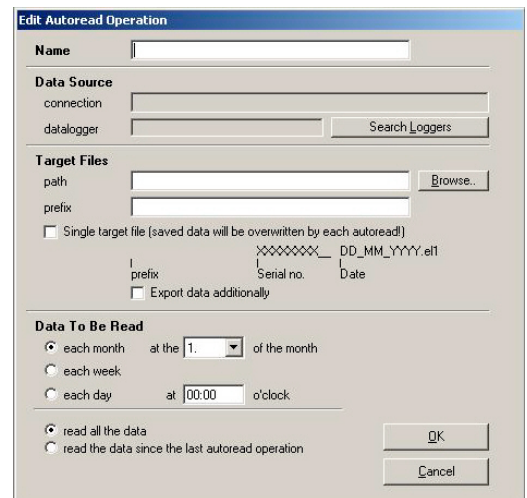 Edit Autoread Operation
Name
Data Source
connection
datalogger
Search Loggers
Target Files
path
Browse..
prefix
Single target file (saved data will be overwritten by each autoread!)
XXXXXXXX__ DD_MM_YYYY.el1
prefix Serial no. Date
Export data additionally
Data To Be Read
each month at the 1. of the month
each week
each day at 00:00 o'clock
read all the data
read the data since the last autoread operation
OK
Cancel